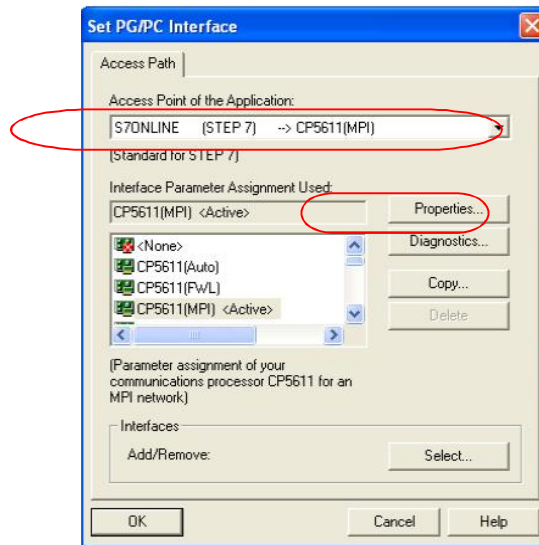 Set PG/PC Interface
Access Path
Access Point of the Application:
S7ONLINE (STEP 7) --> CP5611(MPI)
(Standard for STEP 7)
Interface Parameter Assignment Used:
CP5611(MPI) <Active>
Properties...
<None>
CP5611(Auto)
CP5611(FWL)
CP5611(MPI) <Active>
Diagnostics...
Copy...
Delete
(Parameter assignment of your
communications processor CP5611 for an
MPI network)
Interfaces
Add/Remove:
Select...
OK
Cancel
Help